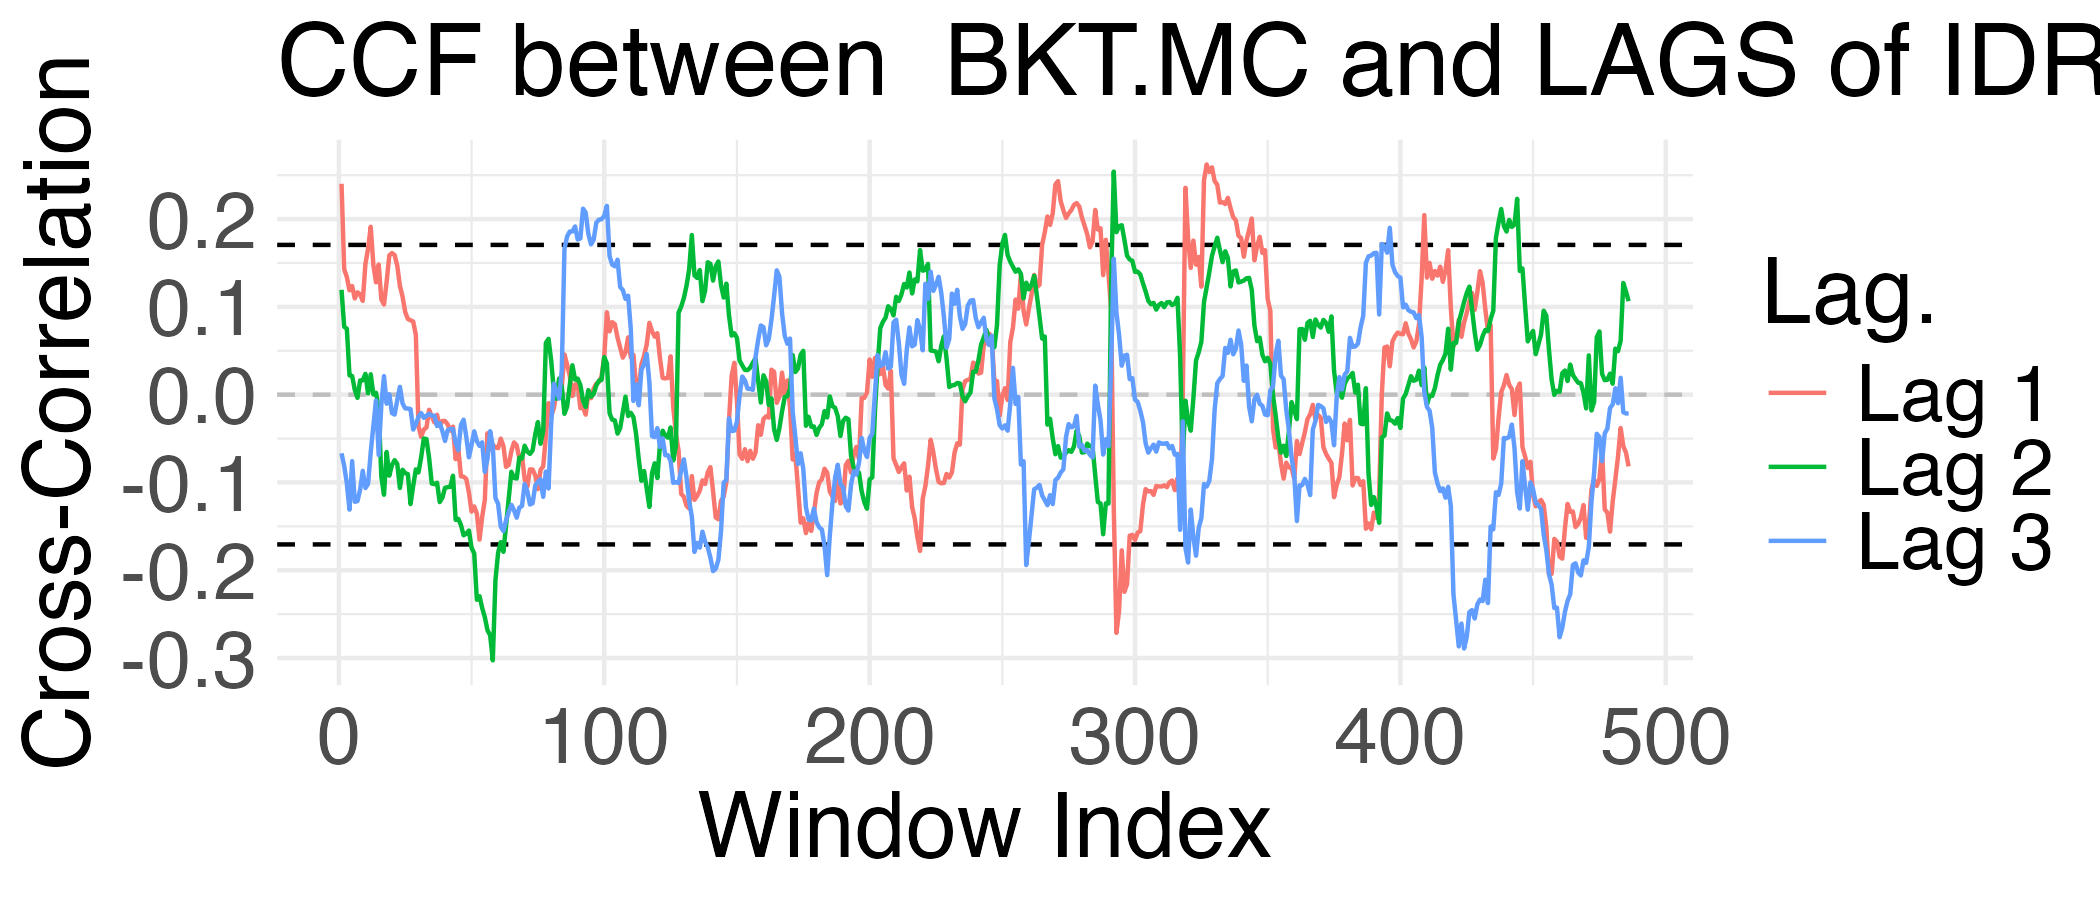 CCF between BKT.MC and LAGS of IDR
Cross-Correlation
0.2
0.1
0.0
-0.1
-0.2
-0.3
0 100 200 300 400 500
Window Index
Lag.
Lag 1
Lag 2
Lag 3